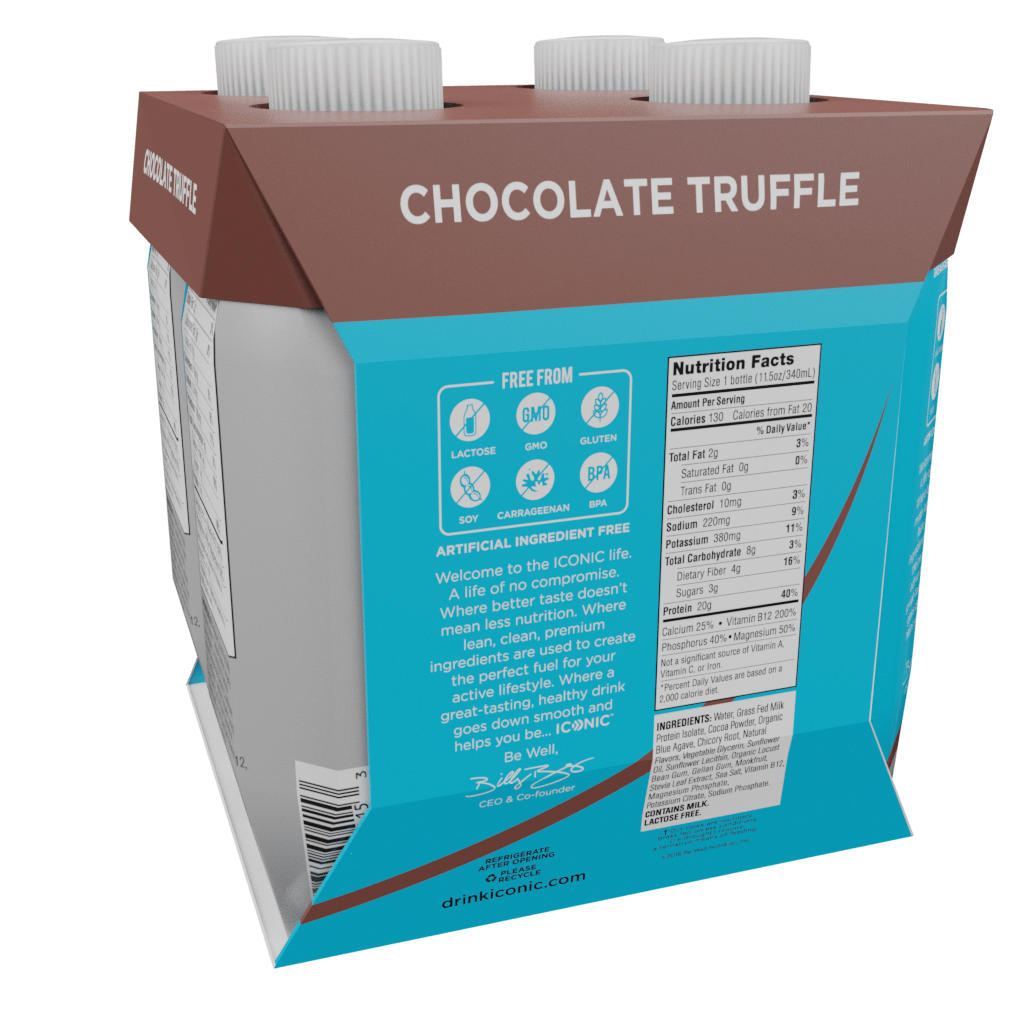 CHOCOLATE TRUFFLE
CHOCOLATE TRUFFLE
FREE FROM
LACTOSE
GMO
GMO
GLUTEN
SOY
CARRAGEENAN
BPA
BPA
ARTIFICIAL INGREDIENT FREE
Welcome to the ICONIC life.
A life of no compromise.
Where better taste doesn't
mean less nutrition. Where
lean, clean, premium
ingredients are used to create
the perfect fuel for your
active lifestyle. Where a
great-tasting, healthy drink
goes down smooth and
helps you be... ICONIC™
Be Well,
CEO & Co-founder
REFRIGERATE
AFTER OPENING
PLEASE
RECYCLE
drinkiconic.com
Nutrition Facts
Serving Size 1 bottle (11.5oz/340mL)
Amount Per Serving
Calories 130 Calories from Fat 20
% Daily Value*
Total Fat 2g 3%
Saturated Fat 0g 0%
Trans Fat 0g
Cholesterol 10mg 3%
Sodium 220mg 9%
Potassium 380mg 11%
Total Carbohydrate 8g 3%
Dietary Fiber 4g 16%
Sugars 3g
Protein 20g 40%
Calcium 25% • Vitamin B12 200%
Phosphorus 40% • Magnesium 50%
Not a significant source of Vitamin A,
Vitamin C, or Iron.
*Percent Daily Values are based on a
2,000 calorie diet.
INGREDIENTS: Water, Grass Fed Milk
Protein Isolate, Cocoa Powder, Organic
Blue Agave, Chicory Root, Natural
Flavors, Vegetable Glycerin, Sunflower
Oil, Sunflower Lecithin, Organic Locust
Bean Gum, Gellan Gum, Monkfruit,
Stevia Leaf Extract, Sea Salt, Vitamin B12,
Magnesium Phosphate,
Potassium Citrate, Sodium Phosphate.
CONTAINS MILK.
LACTOSE FREE.
12.
12.